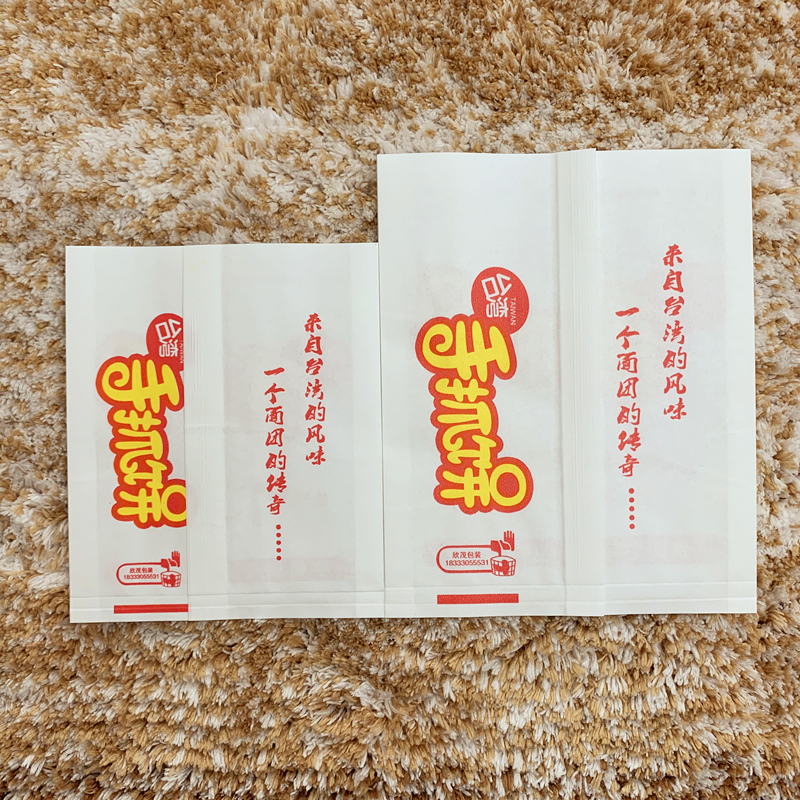 台湾
TAIWAN
手抓饼
来自台湾的风味
一个面团的传奇……
欣茂包装
18333055531
台湾
TAIWAN
手抓饼
来自台湾的风味
一个面团的传奇……
欣茂包装
18333055531